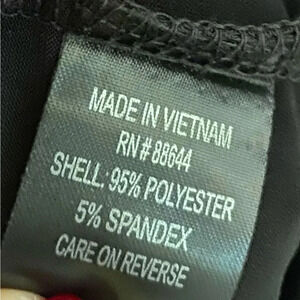 MADE IN VIETNAM
RN # 88644
SHELL: 95% POLYESTER
5% SPANDEX
CARE ON REVERSE